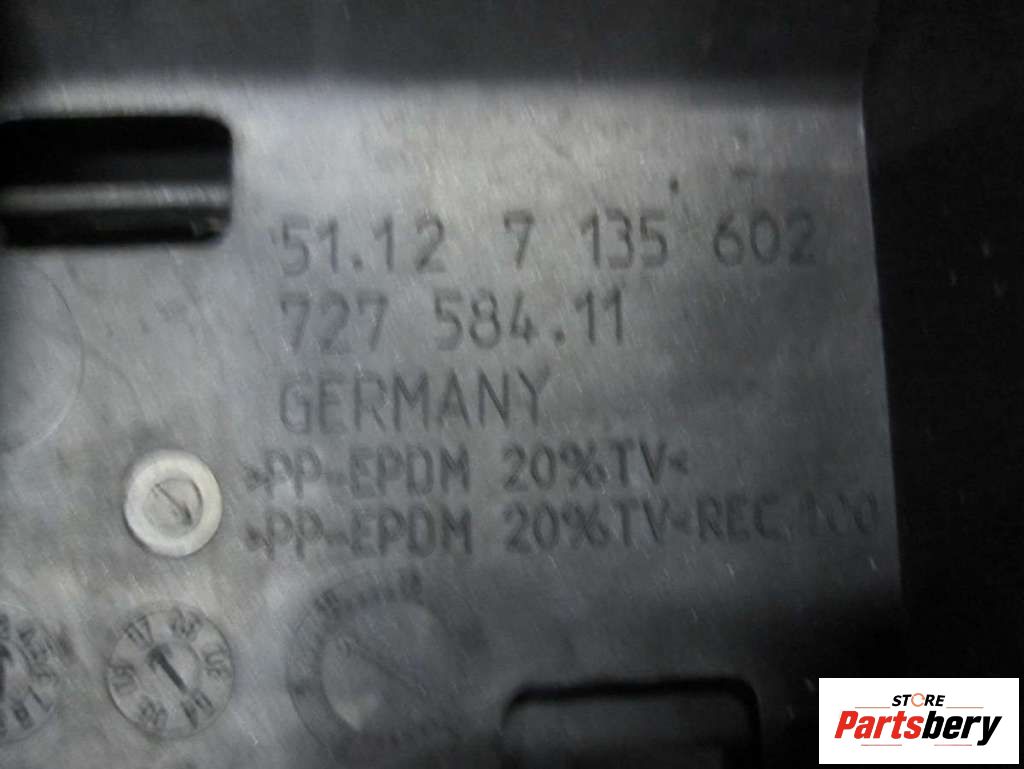 51.12 7 135 602
727 584.11
GERMANY
>PP-EPDM 20%TV<
>PP-EPDM 20%TV<REC 100
STORE
Partsbery